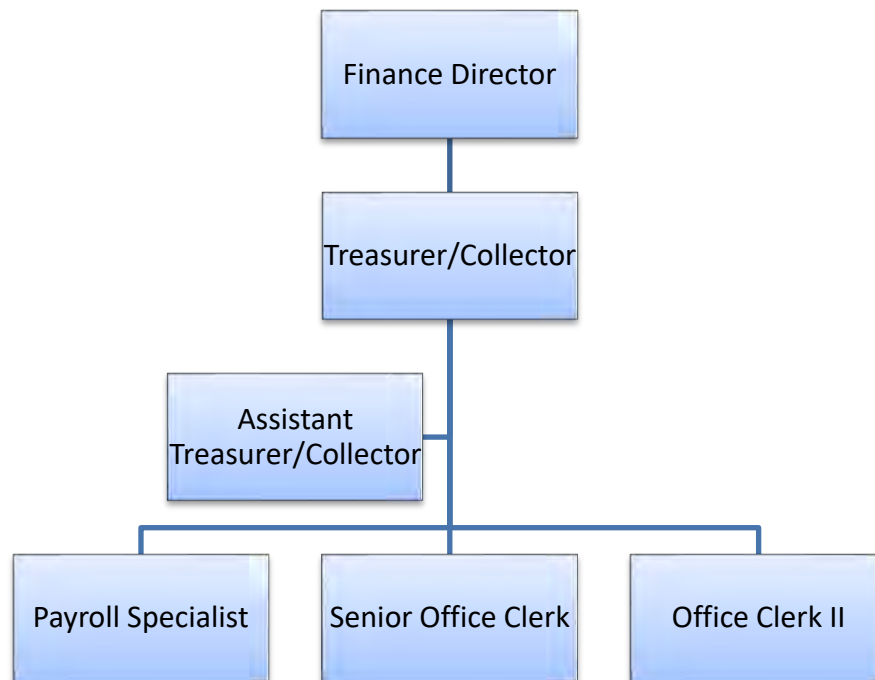 Finance Director
Treasurer/Collector
Assistant
Treasurer/Collector
Payroll Specialist
Senior Office Clerk
Office Clerk II